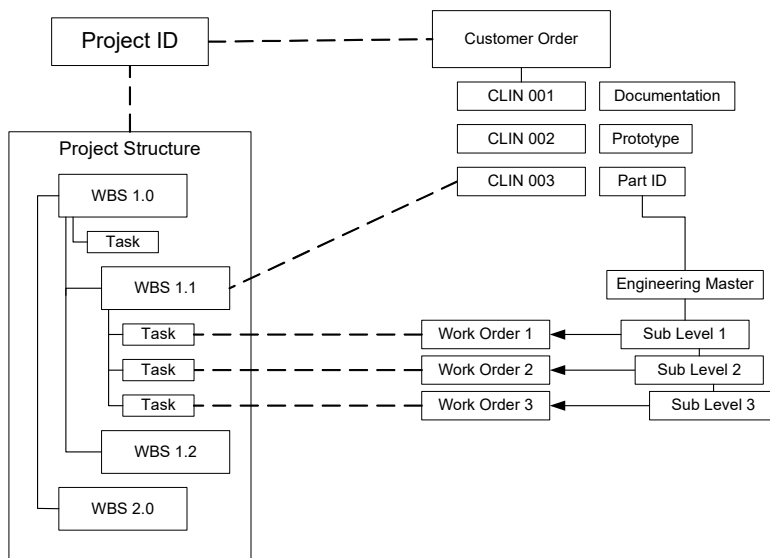 Project ID
Customer Order
CLIN 001
Documentation
CLIN 002
Prototype
Project Structure
CLIN 003
Part ID
WBS 1.0
Task
WBS 1.1
Engineering Master
Task
Work Order 1
Sub Level 1
Task
Work Order 2
Sub Level 2
Task
Work Order 3
Sub Level 3
WBS 1.2
WBS 2.0